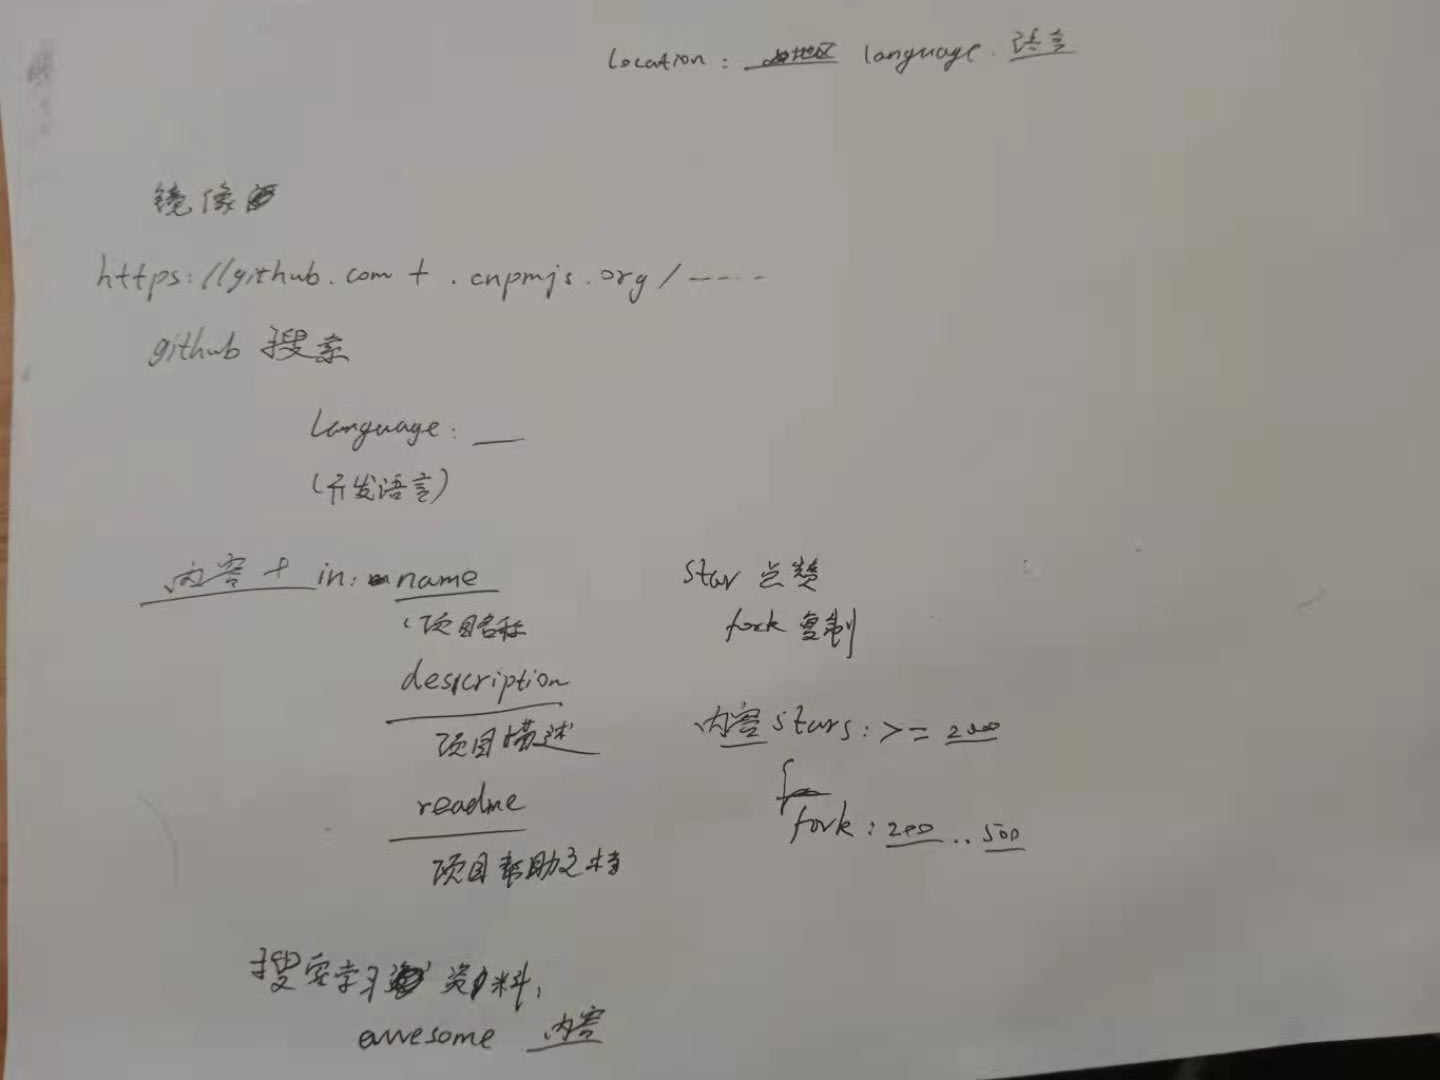 location: 地区 language. 语言
镜像
https://github.com + .cnpmjs.org/-----
github 搜索
language: __
(开发语言)
内容 + in: name
(项目名称
description
项目描述
readme
项目帮助文档
star 点赞
fork 复制
内容 stars: >= 2000
fork: 200 .. 500
搜索学习资料,
awesome 内容